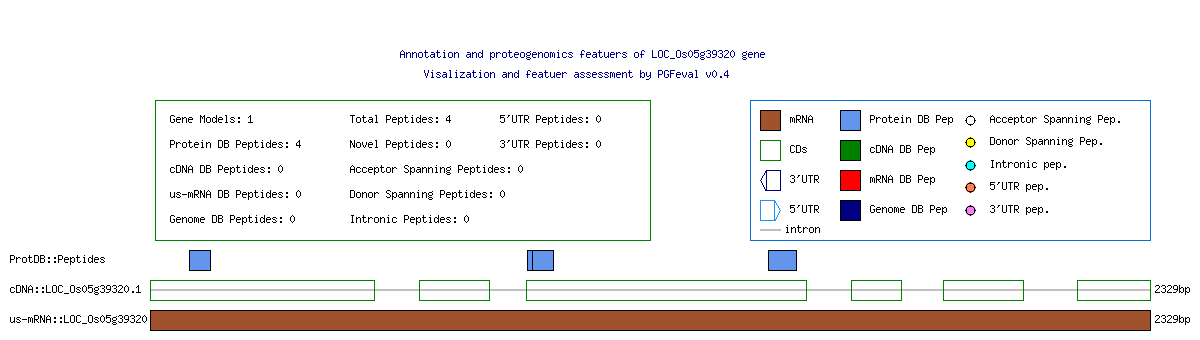 Annotation and proteogenomics featuers of LOC_Os05g39320 gene
Visalization and featuer assessment by PGFeval v0.4
Gene Models: 1 Total Peptides: 4 5'UTR Peptides: 0
Protein DB Peptides: 4 Novel Peptides: 0 3'UTR Peptides: 0
cDNA DB Peptides: 0 Acceptor Spanning Peptides: 0
us-mRNA DB Peptides: 0 Donor Spanning Peptides: 0
Genome DB Peptides: 0 Intronic Peptides: 0
mRNA Protein DB Pep Acceptor Spanning Pep.
CDs cDNA DB Pep Donor Spanning Pep.
3'UTR mRNA DB Pep Intronic pep.
5'UTR Genome DB Pep 5'UTR pep.
intron 3'UTR pep.
ProtDB::Peptides
cDNA::LOC_Os05g39320.1 2329bp
us-mRNA::LOC_Os05g39320 2329bp